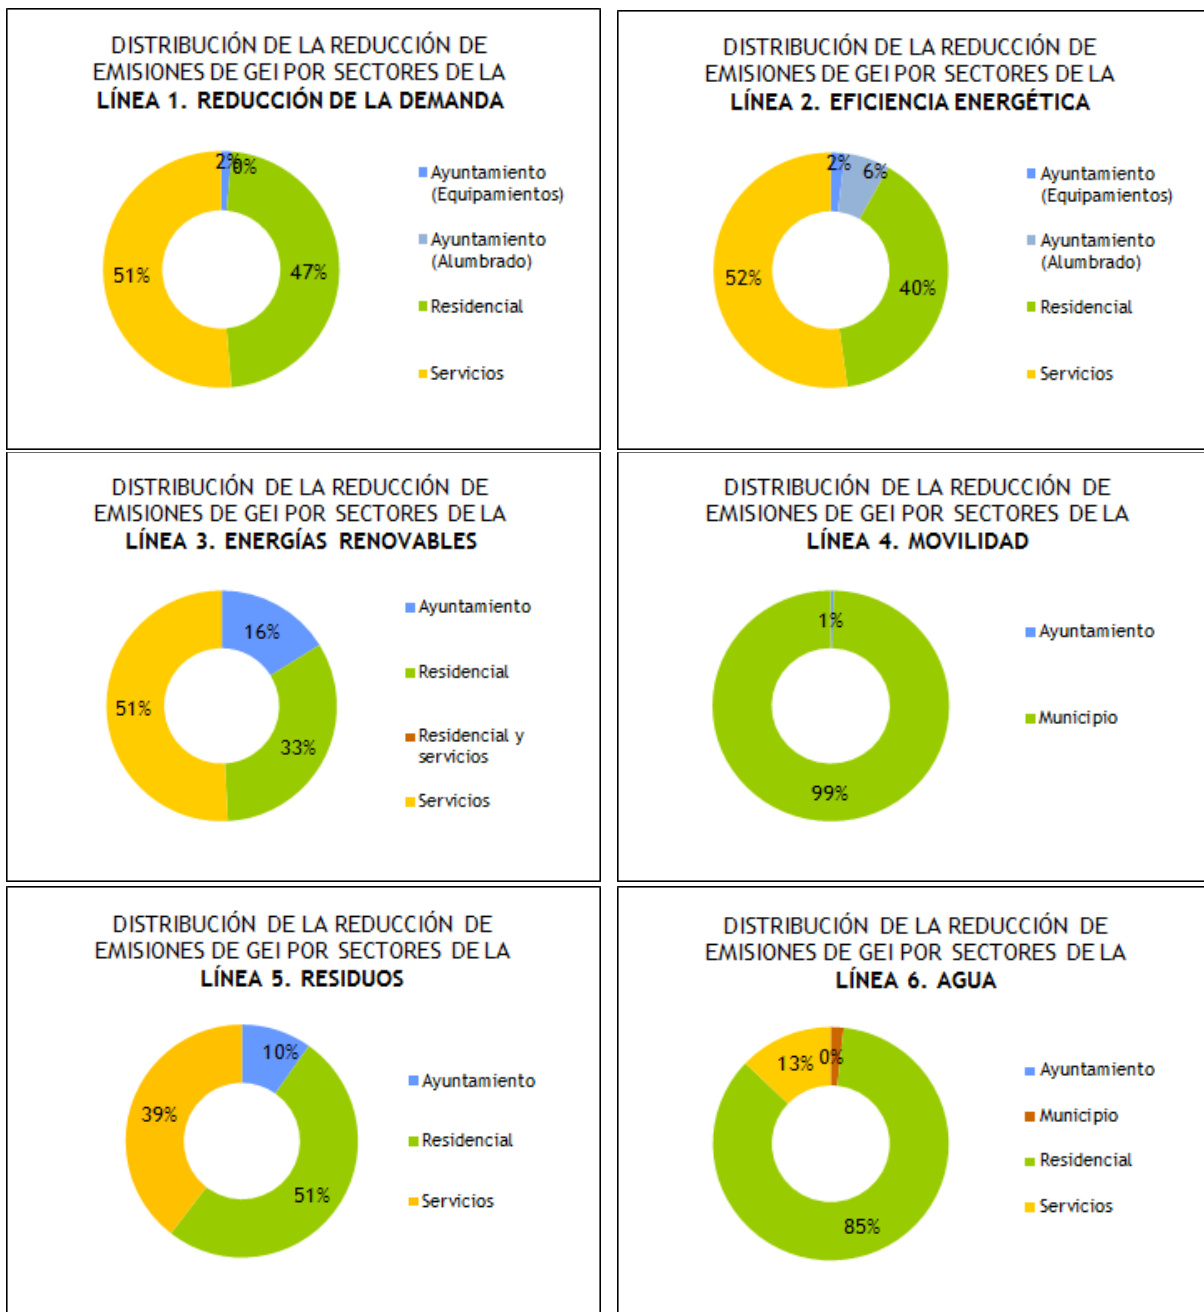 DISTRIBUCIÓN DE LA REDUCCIÓN DE
EMISIONES DE GEI POR SECTORES DE LA
LÍNEA 1. REDUCCIÓN DE LA DEMANDA
2%
0%
47%
51%
Ayuntamiento
(Equipamientos)
Ayuntamiento
(Alumbrado)
Residencial
Servicios
DISTRIBUCIÓN DE LA REDUCCIÓN DE
EMISIONES DE GEI POR SECTORES DE LA
LÍNEA 2. EFICIENCIA ENERGÉTICA
2%
6%
40%
52%
Ayuntamiento
(Equipamientos)
Ayuntamiento
(Alumbrado)
Residencial
Servicios
DISTRIBUCIÓN DE LA REDUCCIÓN DE
EMISIONES DE GEI POR SECTORES DE LA
LÍNEA 3. ENERGÍAS RENOVABLES
16%
33%
51%
Ayuntamiento
Residencial
Residencial y
servicios
Servicios
DISTRIBUCIÓN DE LA REDUCCIÓN DE
EMISIONES DE GEI POR SECTORES DE LA
LÍNEA 4. MOVILIDAD
1%
99%
Ayuntamiento
Municipio
DISTRIBUCIÓN DE LA REDUCCIÓN DE
EMISIONES DE GEI POR SECTORES DE LA
LÍNEA 5. RESIDUOS
10%
51%
39%
Ayuntamiento
Residencial
Servicios
DISTRIBUCIÓN DE LA REDUCCIÓN DE
EMISIONES DE GEI POR SECTORES DE LA
LÍNEA 6. AGUA
13%
0%
85%
Ayuntamiento
Municipio
Residencial
Servicios